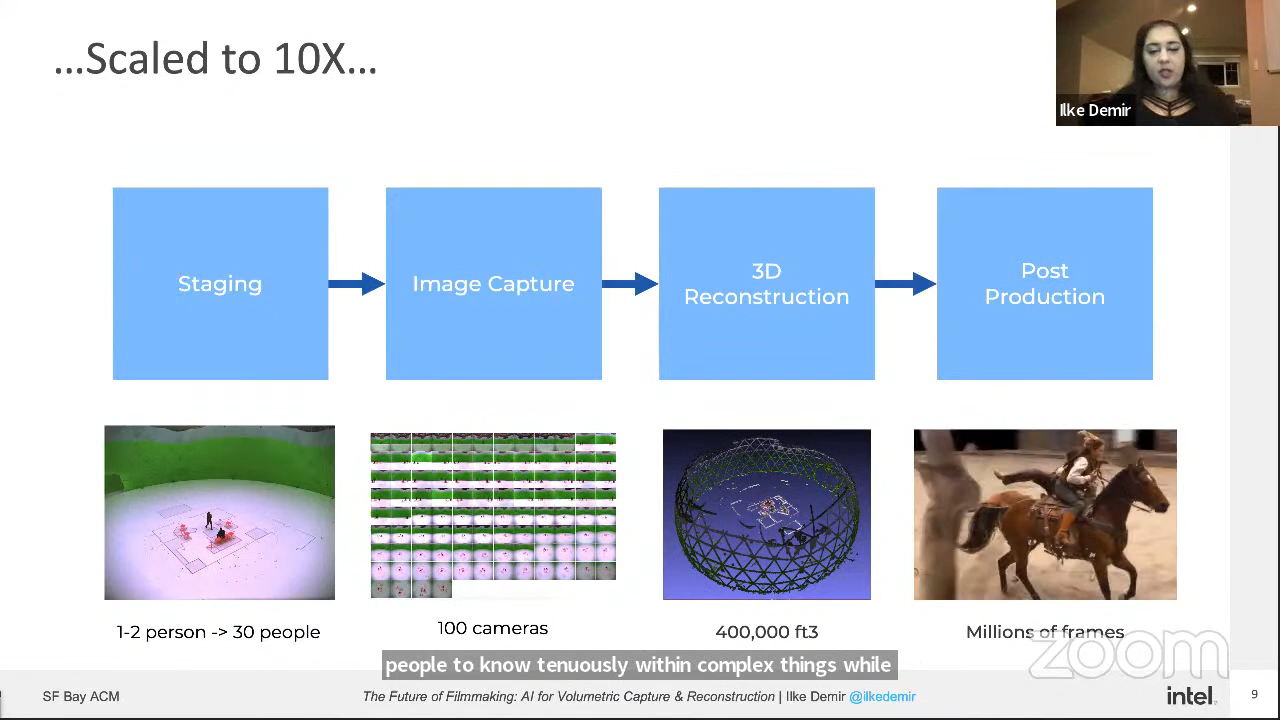 ...Scaled to 10X...
Ilke Demir
Staging
Image Capture
3D
Reconstruction
Post
Production
1-2 person -> 30 people
100 cameras
400,000 ft3
Millions of frames
zoom
people to know tenuously within complex things while
SF Bay ACM
The Future of Filmmaking: AI for Volumetric Capture & Reconstruction | Ilke Demir @ilkedemir
intel.
9